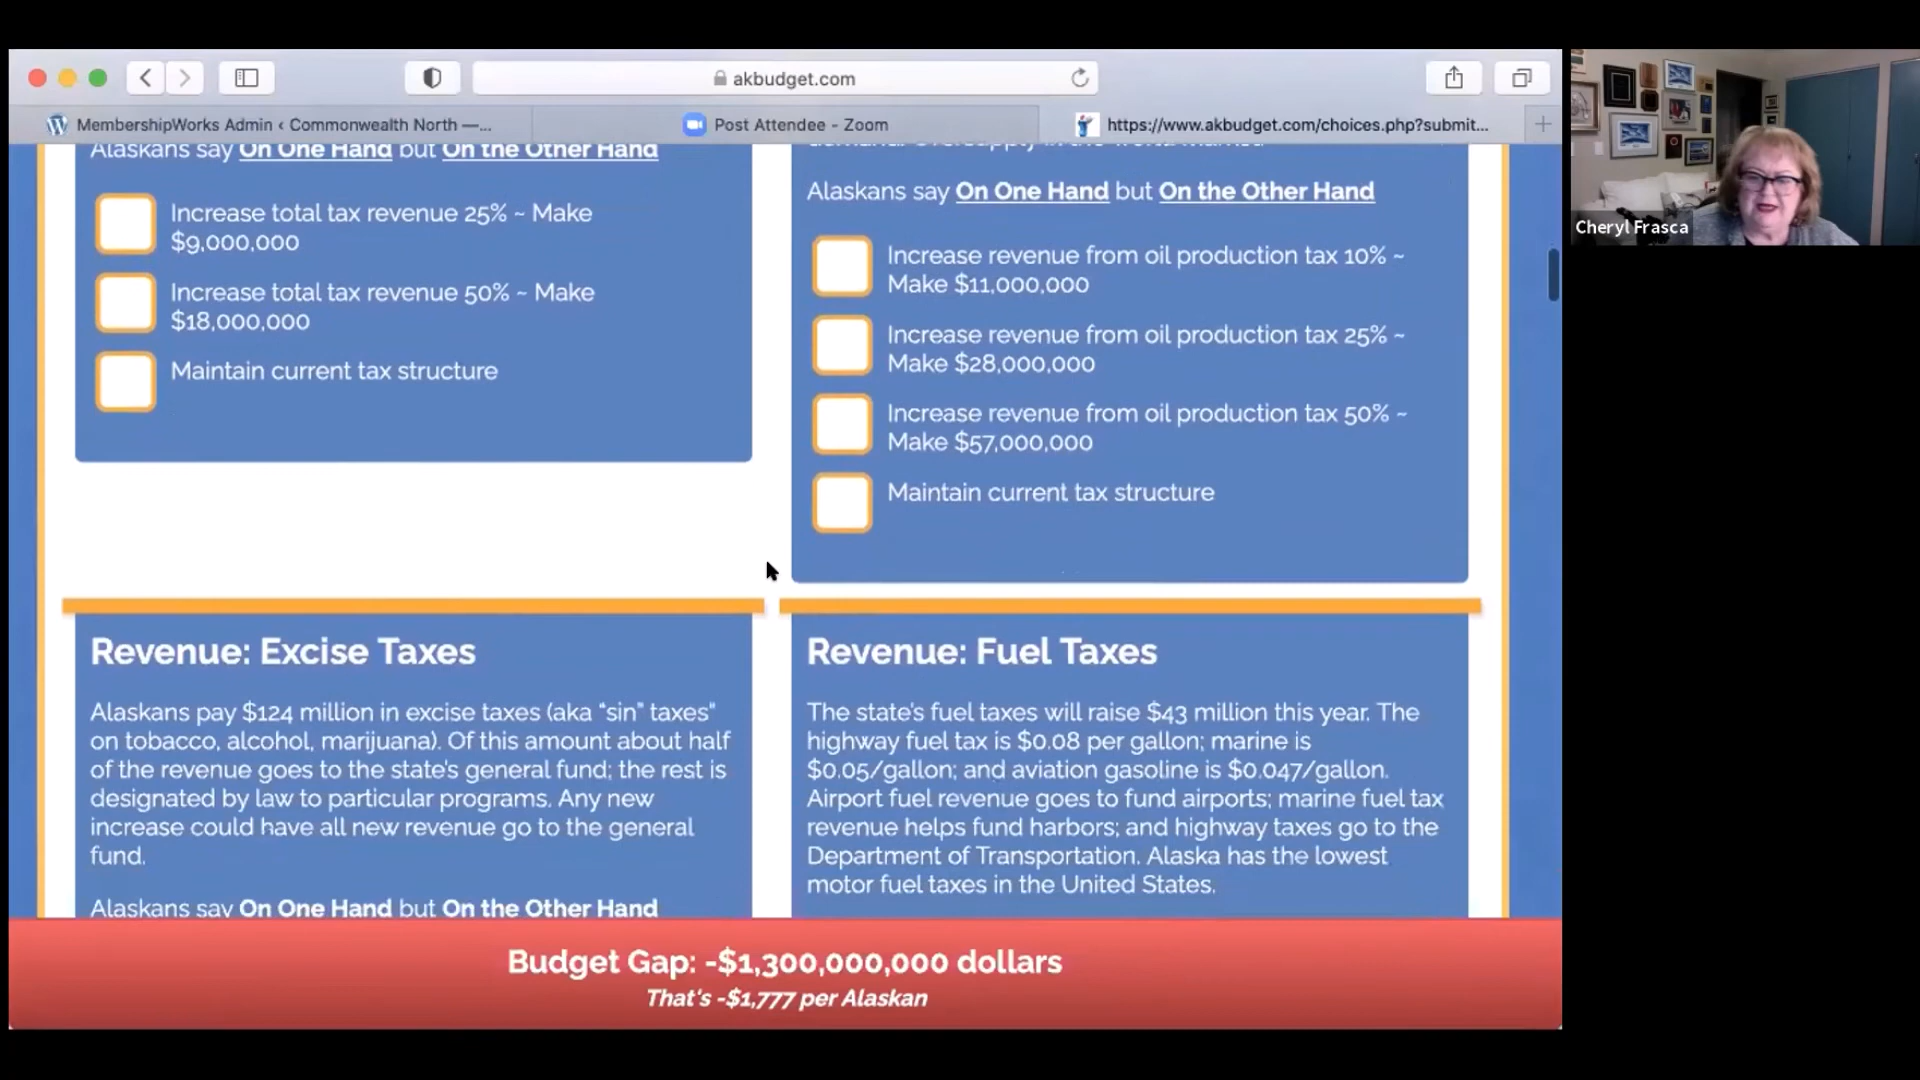 akbudget.com
MembershipWorks Admin ‹ Commonwealth North —...
Post Attendee - Zoom
https://www.akbudget.com/choices.php?submit...
Cheryl Frasca
Alaskans say On One Hand but On the Other Hand
Increase total tax revenue 25% ~ Make
$9,000,000
Increase total tax revenue 50% ~ Make
$18,000,000
Maintain current tax structure
Alaskans say On One Hand but On the Other Hand
Increase revenue from oil production tax 10% ~
Make $11,000,000
Increase revenue from oil production tax 25% ~
Make $28,000,000
Increase revenue from oil production tax 50% ~
Make $57,000,000
Maintain current tax structure
Revenue: Excise Taxes
Alaskans pay $124 million in excise taxes (aka "sin" taxes"
on tobacco, alcohol, marijuana). Of this amount about half
of the revenue goes to the state's general fund; the rest is
designated by law to particular programs. Any new
increase could have all new revenue go to the general
fund.
Alaskans say On One Hand but On the Other Hand
Revenue: Fuel Taxes
The state's fuel taxes will raise $43 million this year. The
highway fuel tax is $0.08 per gallon; marine is
$0.05/gallon; and aviation gasoline is $0.047/gallon.
Airport fuel revenue goes to fund airports; marine fuel tax
revenue helps fund harbors; and highway taxes go to the
Department of Transportation. Alaska has the lowest
motor fuel taxes in the United States.
Budget Gap: -$1,300,000,000 dollars
That's -$1,777 per Alaskan